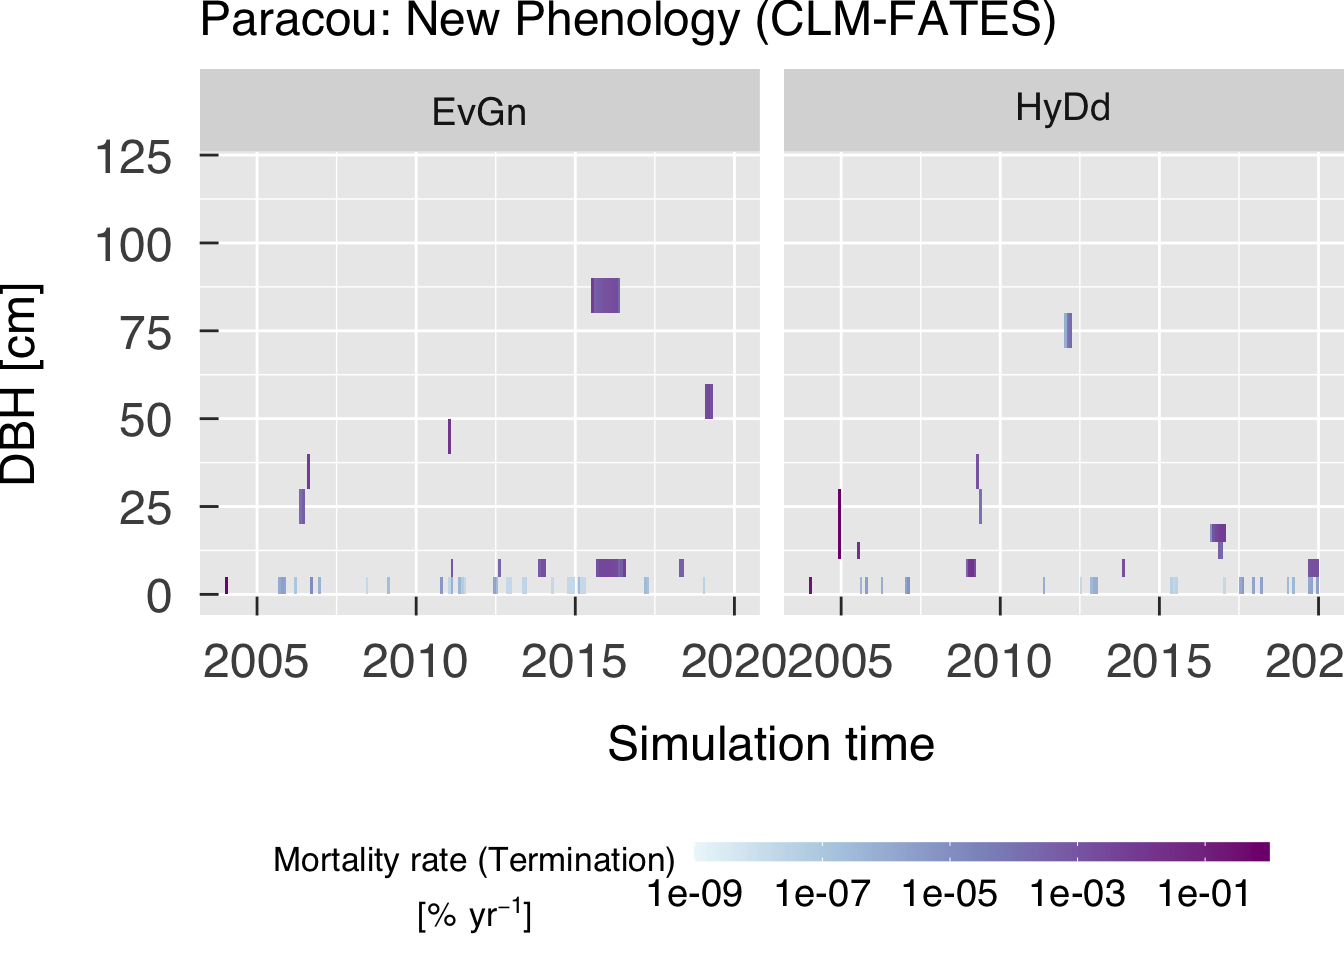 Paracou: New Phenology (CLM-FATES)
EvGn HyDd
125
100
75
50
25
0
DBH [cm]
2005 2010 2015 2020 2005 2010 2015 202
Simulation time
Mortality rate (Termination)
[% yr⁻¹]
1e-09 1e-07 1e-05 1e-03 1e-01